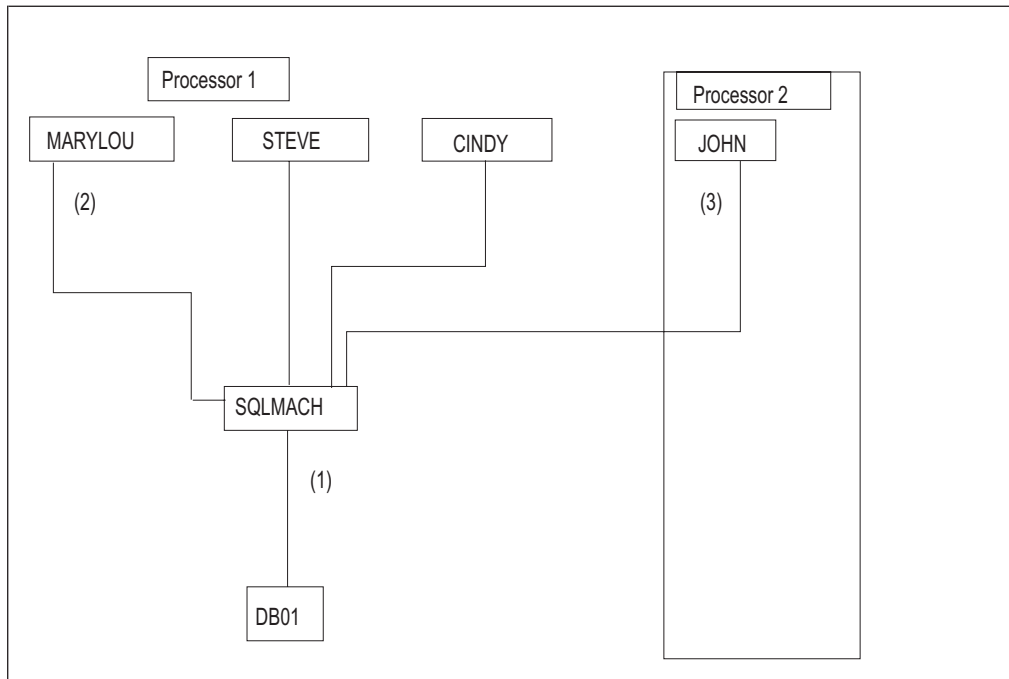 Processor 1
Processor 2
MARYLOU
STEVE
CINDY
JOHN
(2)
(3)
SQLMACH
(1)
DB01